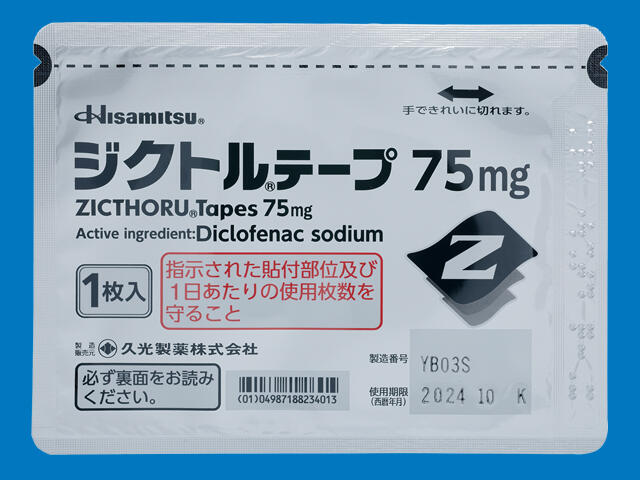 手できれいに切れます。
Hisamitsu®
ジクトル®テープ 75mg
ZICTHORU®Tapes 75mg
Active ingredient:Diclofenac sodium
Z
1枚入
指示された貼付部位及び
1日あたりの使用枚数を
守ること
製造
販売元
久光製薬株式会社
必ず裏面をお読み
ください。
(01)04987188234013
製造番号 YB03S
使用期限 2024 10 K
(西暦年月)